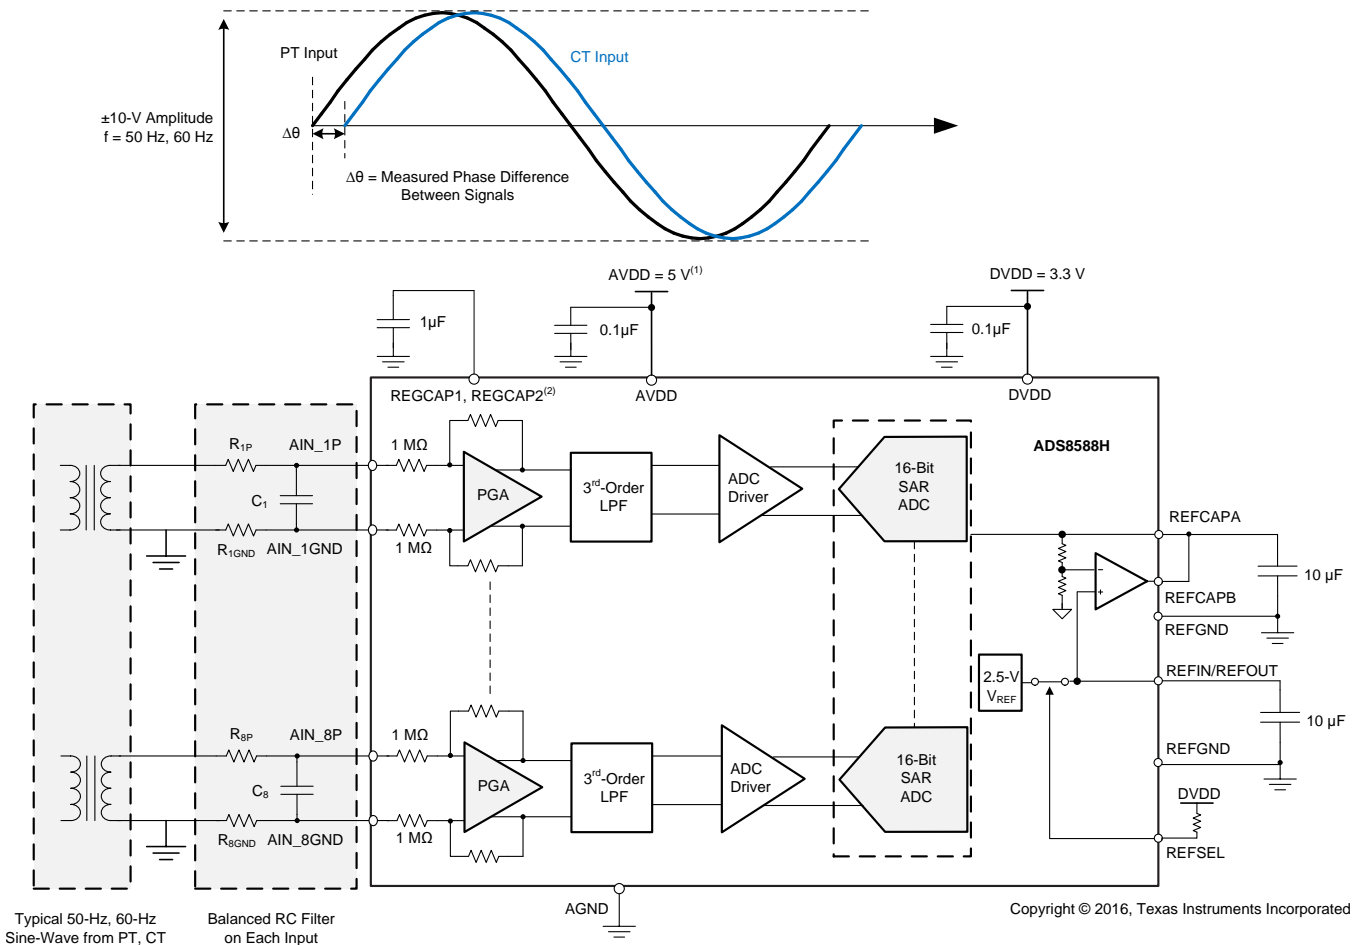 PT Input
CT Input
±10-V Amplitude
f = 50 Hz, 60 Hz
Δθ
Δθ = Measured Phase Difference
Between Signals
AVDD = 5 V(1)
DVDD = 3.3 V
1µF
0.1µF
0.1µF
REGCAP1, REGCAP2(2)
AVDD
DVDD
ADS8588H
R1P
AIN_1P
1 MΩ
C1
PGA
3rd-Order
LPF
ADC
Driver
16-Bit
SAR
ADC
R1GND
AIN_1GND
1 MΩ
REFCAPA
10 µF
REFCAPB
REFGND
2.5-V
VREF
REFIN/REFOUT
10 µF
REFGND
R8P
AIN_8P
1 MΩ
C8
PGA
3rd-Order
LPF
ADC
Driver
16-Bit
SAR
ADC
R8GND
AIN_8GND
1 MΩ
DVDD
REFSEL
AGND
Copyright © 2016, Texas Instruments Incorporated
Typical 50-Hz, 60-Hz
Sine-Wave from PT, CT
Balanced RC Filter
on Each Input